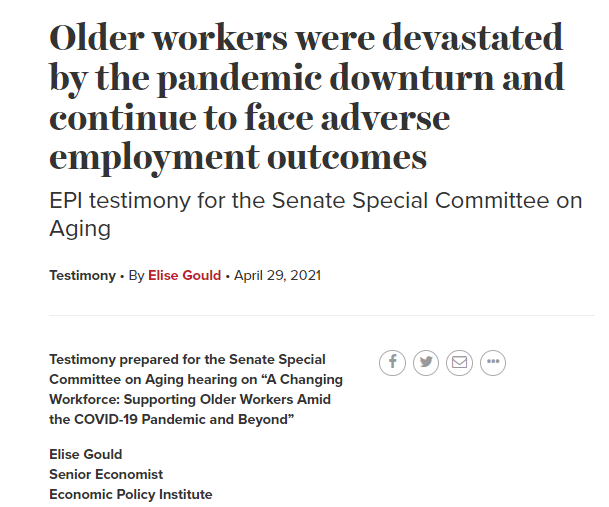 Older workers were devastated
by the pandemic downturn and
continue to face adverse
employment outcomes
EPI testimony for the Senate Special Committee on
Aging
Testimony • By Elise Gould • April 29, 2021
Testimony prepared for the Senate Special
Committee on Aging hearing on “A Changing
Workforce: Supporting Older Workers Amid
the COVID-19 Pandemic and Beyond”
Elise Gould
Senior Economist
Economic Policy Institute